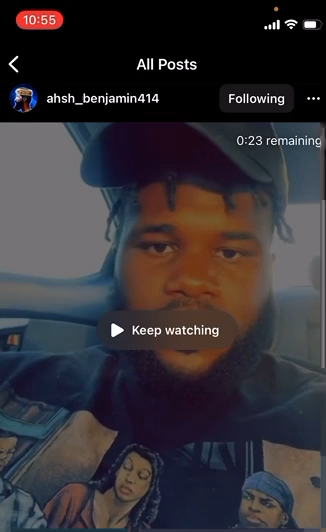 10:55
All Posts
ahsh_benjamin414
Following
0:23 remaining
Keep watching